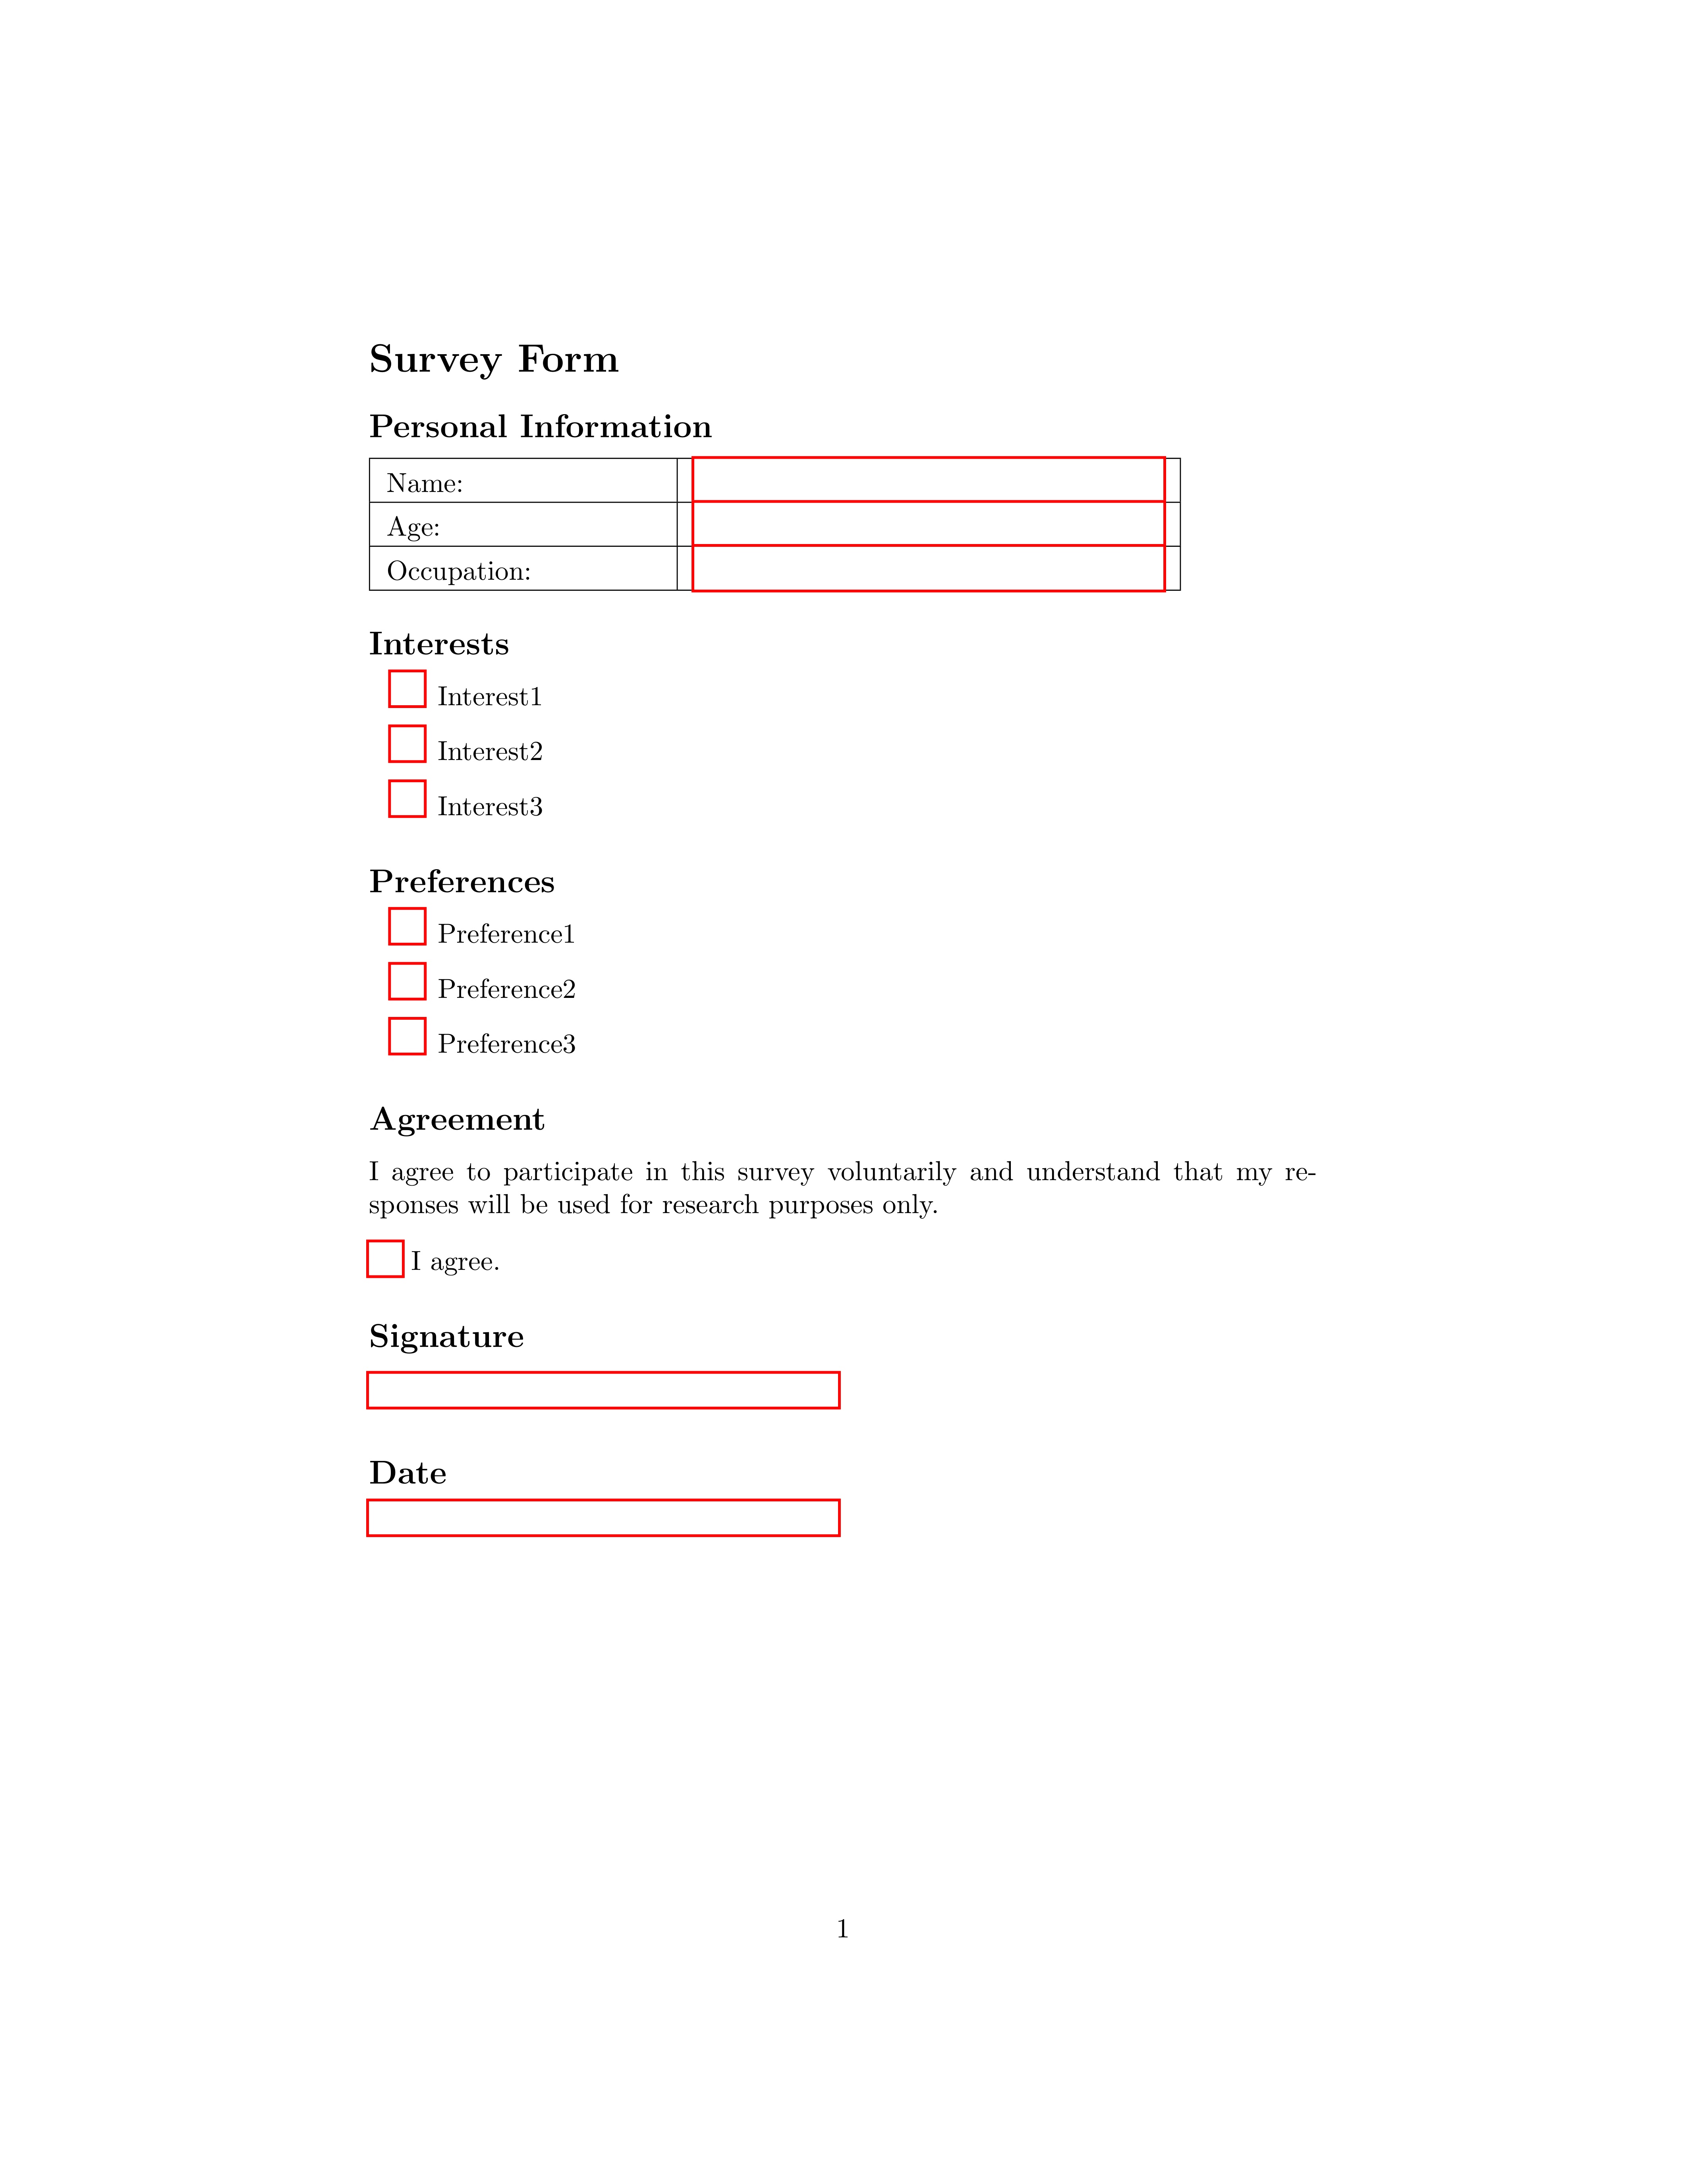 Survey Form
Personal Information
Name:
Age:
Occupation:
Interests
Interest1
Interest2
Interest3
Preferences
Preference1
Preference2
Preference3
Agreement
I agree to participate in this survey voluntarily and understand that my re-
sponses will be used for research purposes only.
I agree.
Signature
Date
1